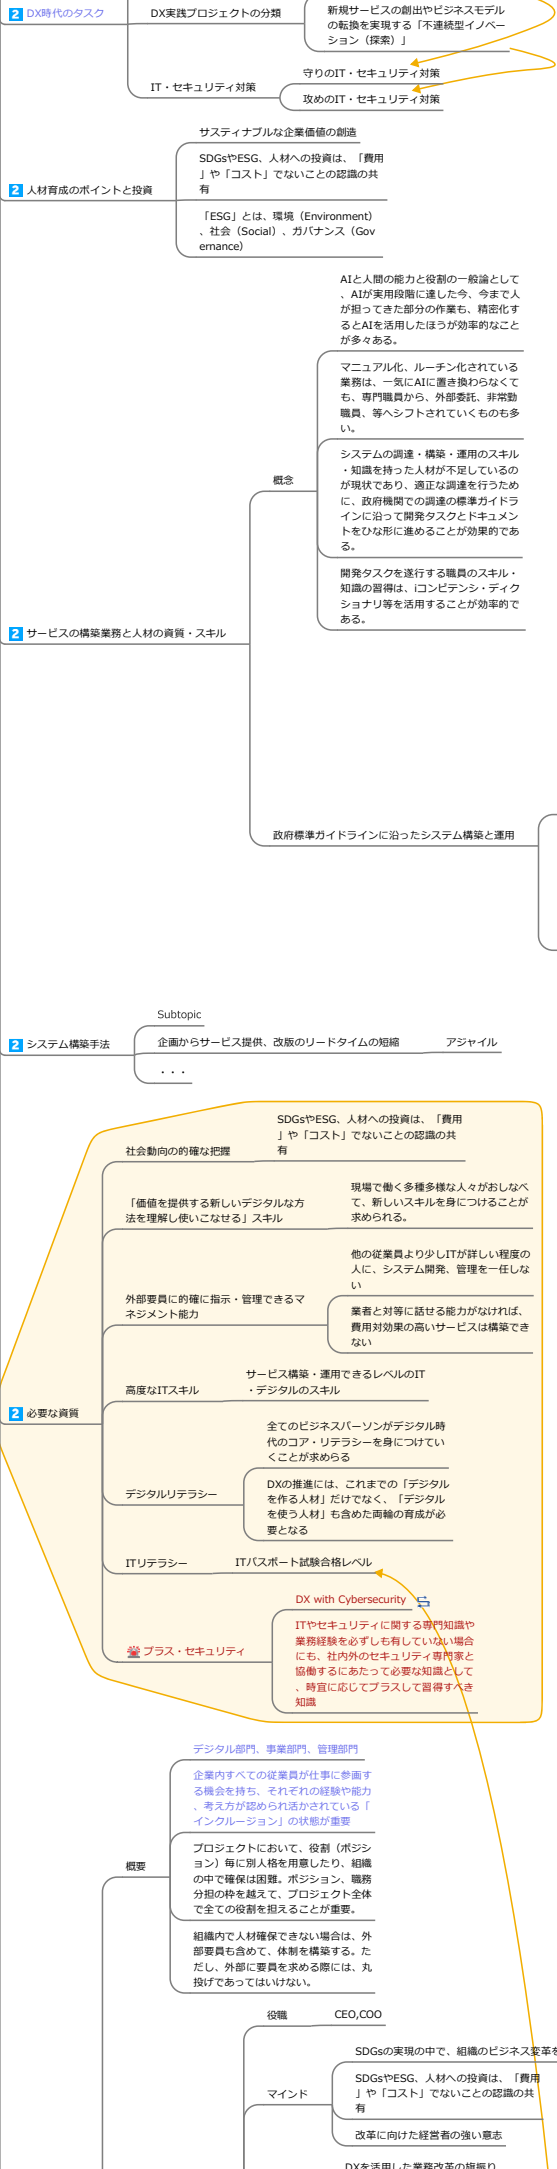 新規サービスの創出やビジネスモデル
の転換を実現する「不連続型イノベー
ション（探索）」
DX実践プロジェクトの分類
2 DX時代のタスク
守りのIT・セキュリティ対策
IT・セキュリティ対策
攻めのIT・セキュリティ対策
サスティナブルな企業価値の創造
SDGsやESG、人材への投資は、「費用
」や「コスト」でないことの認識の共
有
2 人材育成のポイントと投資
「ESG」とは、環境（Environment）
、社会（Social）、ガバナンス（Gov
ernance）
AIと人間の能力と役割の一般論として
、AIが実用段階に達した今、今まで人
が担ってきた部分の作業も、精密化す
るとAIを活用したほうが効率的なこと
が多々ある。
マニュアル化、ルーチン化されている
業務は、一気にAIに置き換わらなくて
も、専門職員から、外部委託、非常勤
職員、等へシフトされていくものも多
い。
概念
システムの調達・構築・運用のスキル
・知識を持った人材が不足しているの
が現状であり、適正な調達を行うため
に、政府機関での調達の標準ガイドラ
インに沿って開発タスクとドキュメン
トをひな形に進めることが効果的であ
る。
開発タスクを遂行する職員のスキル・
知識の習得は、iコンピテンシ・ディク
ショナリ等を活用することが効率的で
ある。
2 サービスの構築業務と人材の資質・スキル
政府標準ガイドラインに沿ったシステム構築と運用
Subtopic
2 システム構築手法
企画からサービス提供、改版のリードタイムの短縮
アジャイル
・・・
SDGsやESG、人材への投資は、「費用
」や「コスト」でないことの認識の共
有
社会動向の的確な把握
「価値を提供する新しいデジタルな方
法を理解し使いこなせる」スキル
現場で働く多種多様な人々がおしなべ
て、新しいスキルを身につけることが
求められる。
他の従業員より少しITが詳しい程度の
人に、システム開発、管理を一任しな
い
外部要員に的確に指示・管理できるマ
ネジメント能力
業者と対等に話せる能力がなければ、
費用対効果の高いサービスは構築でき
ない
高度なITスキル
サービス構築・運用できるレベルのIT
・デジタルのスキル
2 必要な資質
全てのビジネスパーソンがデジタル時
代のコア・リテラシーを身につけてい
くことが求めらる
デジタルリテラシー
DXの推進には、これまでの「デジタル
を作る人材」だけでなく、「デジタル
を使う人材」も含めた両輪の育成が必
要となる
ITリテラシー
ITパスポート試験合格レベル
DX with Cybersecurity
プラス・セキュリティ
ITやセキュリティに関する専門知識や
業務経験を必ずしも有していない場合
にも、社内外のセキュリティ専門家と
協働するにあたって必要な知識として
、時宜に応じてプラスして習得すべき
知識
デジタル部門、事業部門、管理部門
企業内すべての従業員が仕事に参画す
る機会を持ち、それぞれの経験や能力
、考え方が認められ活かされている「
インクルージョン」の状態が重要
概要
プロジェクトにおいて、役割（ポジシ
ョン）毎に別人格を用意したり、組織
の中で確保は困難。ポジション、職務
分担の枠を越えて、プロジェクト全体
で全ての役割を担えることが重要。
組織内で人材確保できない場合は、外
部要員も含めて、体制を構築する。た
だし、外部に要員を求める際には、丸
投げであってはいけない。
役職
CEO,COO
SDGsの実現の中で、組織のビジネス変革を
マインド
SDGsやESG、人材への投資は、「費用
」や「コスト」でないことの認識の共
有
改革に向けた経営者の強い意志
DXを活用した業務改革の旗振り